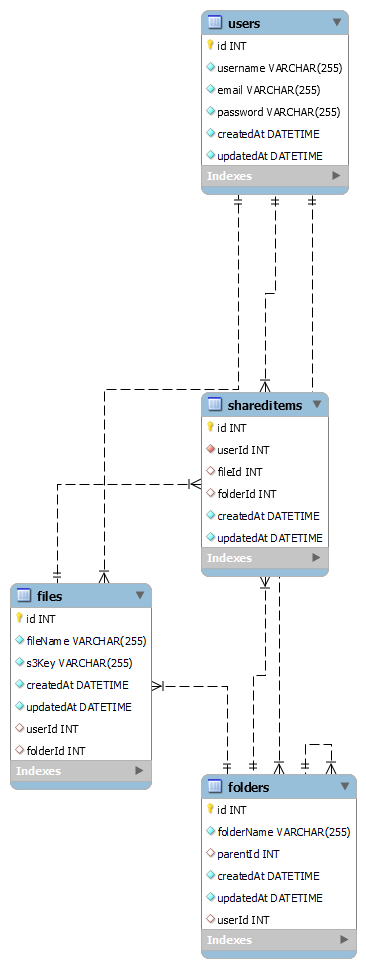 users
id INT
username VARCHAR(255)
email VARCHAR(255)
password VARCHAR(255)
createdAt DATETIME
updatedAt DATETIME
Indexes
shareditems
id INT
userId INT
fileId INT
folderId INT
createdAt DATETIME
updatedAt DATETIME
Indexes
files
id INT
fileName VARCHAR(255)
s3Key VARCHAR(255)
createdAt DATETIME
updatedAt DATETIME
userId INT
folderId INT
Indexes
folders
id INT
folderName VARCHAR(255)
parentId INT
createdAt DATETIME
updatedAt DATETIME
userId INT
Indexes